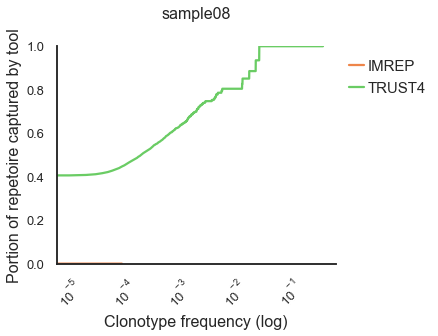 sample08
Portion of repetoire captured by tool
1.0
0.8
0.6
0.4
0.2
0.0
10⁻⁵
10⁻⁴
10⁻³
10⁻²
10⁻¹
Clonotype frequency (log)
IMREP
TRUST4